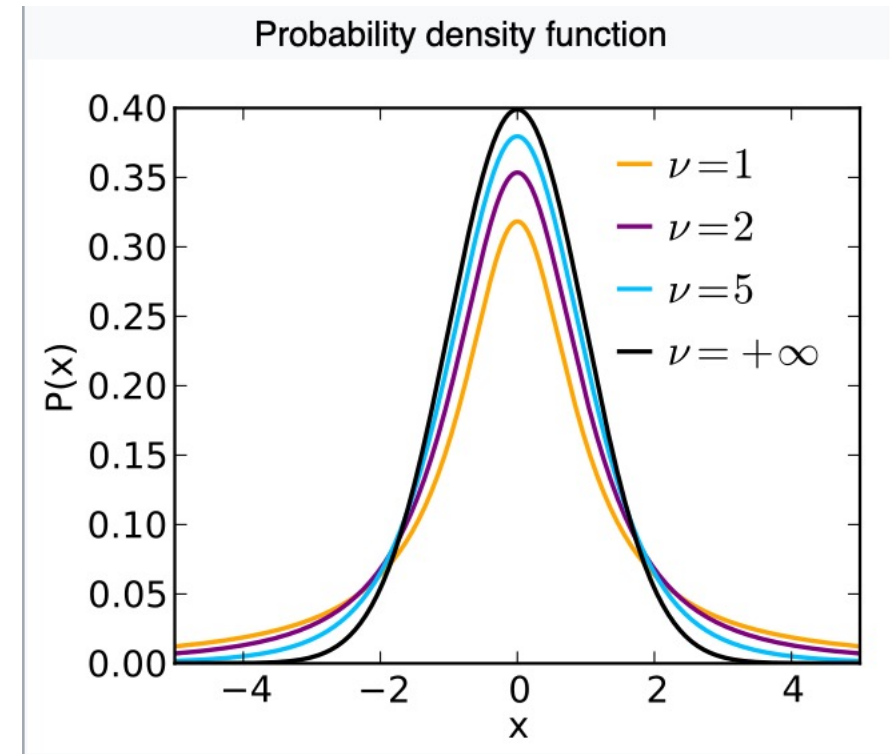 Probability density function
0.40
0.35
0.30
0.25
0.20
0.15
0.10
0.05
0.00
P(x)
ν=1
ν=2
ν=5
ν=+∞
−4 −2 0 2 4
x